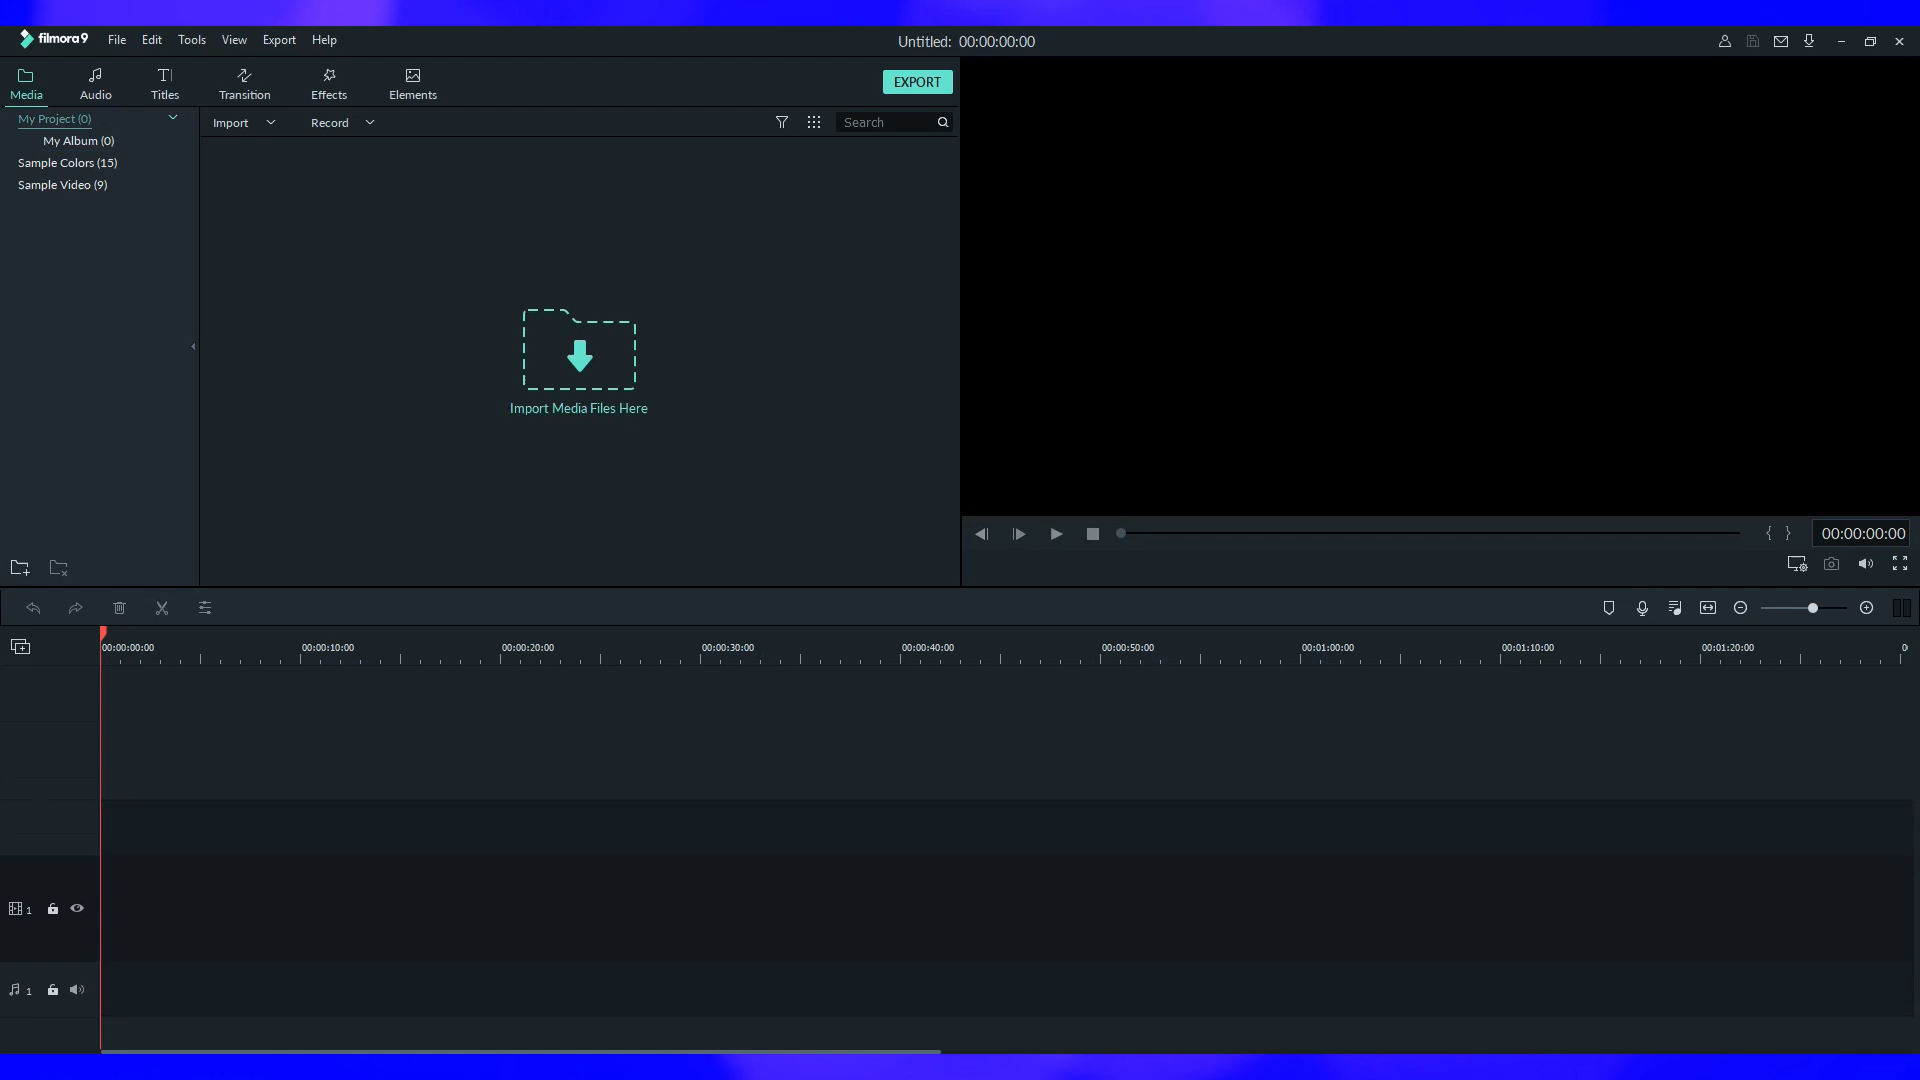 filmora9 File Edit Tools View Export Help Untitled: 00:00:00:00
Media Audio Titles Transition Effects Elements EXPORT
My Project (0)
My Album (0)
Sample Colors (15)
Sample Video (9)
Import Record Search
Import Media Files Here
{ } 00:00:00:00
00:00:00:00 00:00:10:00 00:00:20:00 00:00:30:00 00:00:40:00 00:00:50:00 00:01:00:00 00:01:10:00 00:01:20:00
1
1